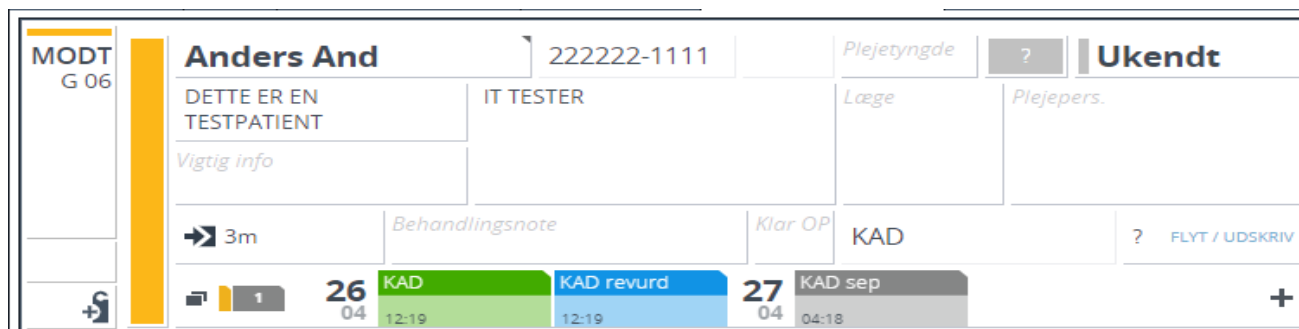 MODT
G 06
Anders And
222222-1111
Plejetyngde
?
Ukendt
DETTE ER EN
TESTPATIENT
IT TESTER
Læge
Plejepers.
Vigtig info
3m
Behandlingsnote
Klar OP
KAD
?
FLYT / UDSKRIV
1
26
04
KAD
12:19
KAD revurd
12:19
27
04
KAD sep
04:18
+